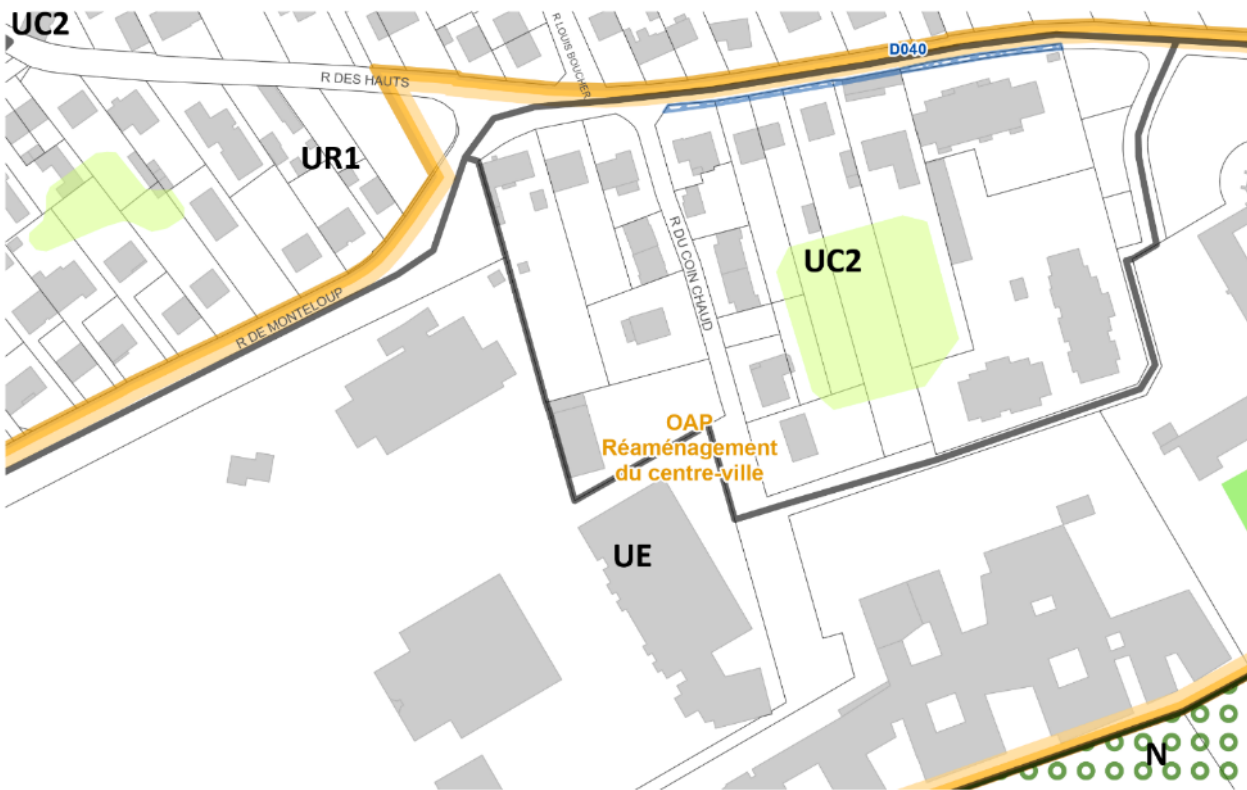 UC2
R LOUIS BOUCHER
D040
R DES HAUTS
UR1
R DU COIN CHAUD
UC2
R DE MONTELOUP
OAP
Réaménagement
du centre-ville
UE
N